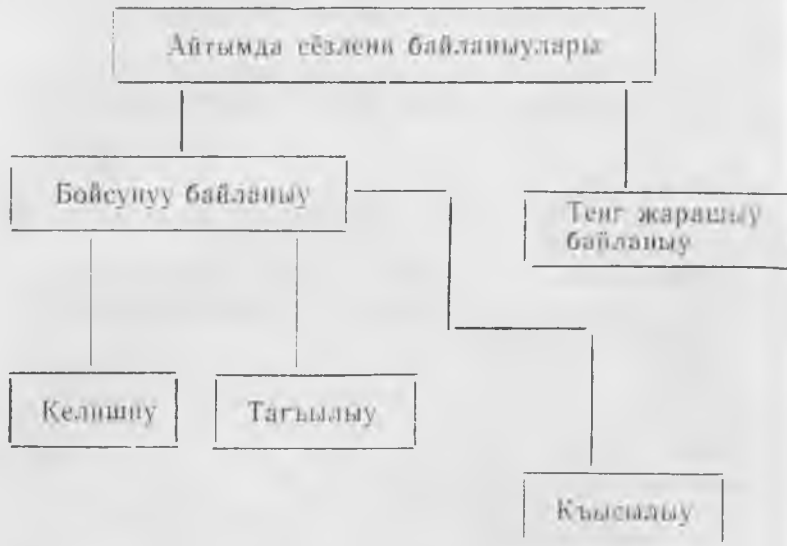 Айтымда сёзлени байланыулары
Бойсунуу байланыу
Тенг жарашыу
байланыу
Келишиу
Тагъылыу
Къысылыу